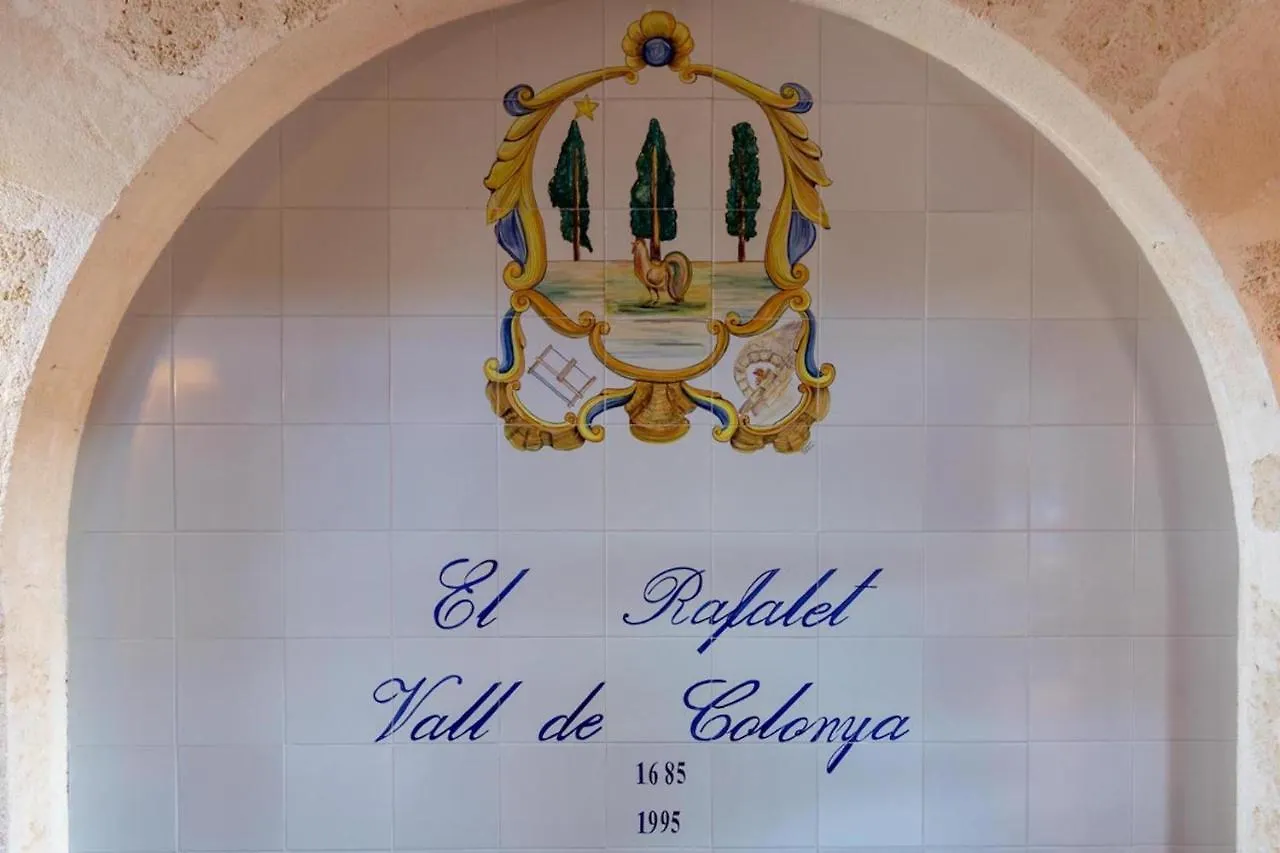 El Rafalet
Vall de Colonya
1685
1995